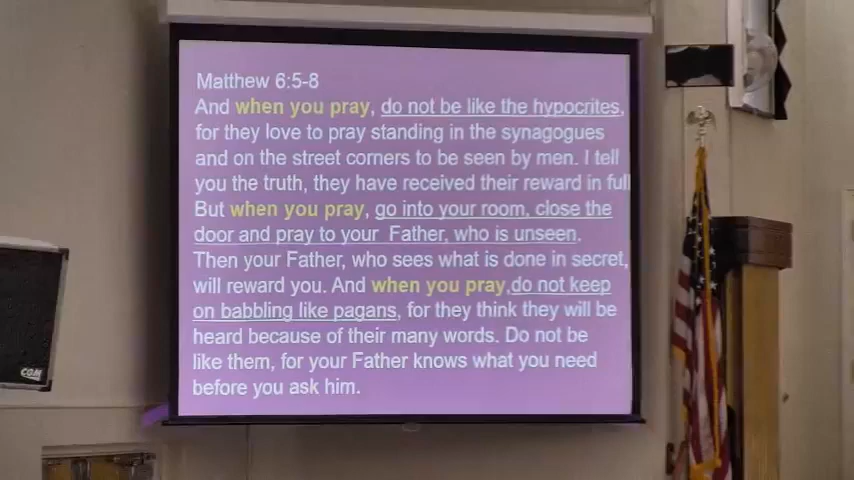 Matthew 6:5-8
And when you pray, do not be like the hypocrites,
for they love to pray standing in the synagogues
and on the street corners to be seen by men. I tell
you the truth, they have received their reward in full
But when you pray, go into your room, close the
door and pray to your Father, who is unseen.
Then your Father, who sees what is done in secret,
will reward you. And when you pray,do not keep
on babbling like pagans, for they think they will be
heard because of their many words. Do not be
like them, for your Father knows what you need
before you ask him.